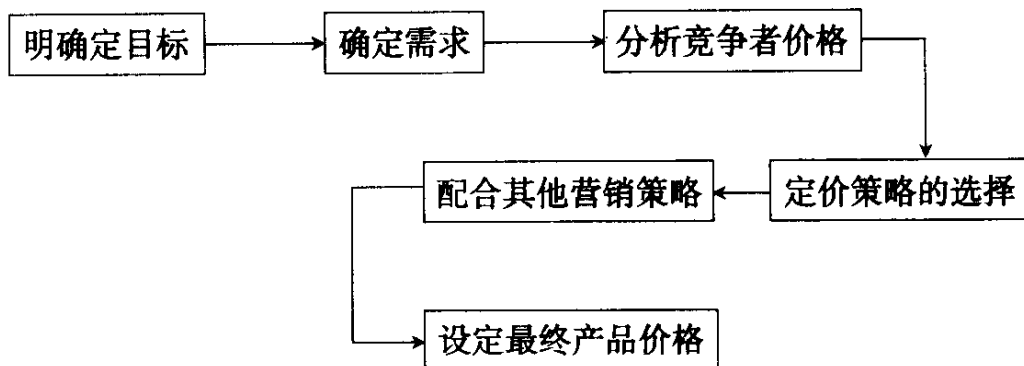 明确定目标
确定需求
分析竞争者价格
定价策略的选择
配合其他营销策略
设定最终产品价格